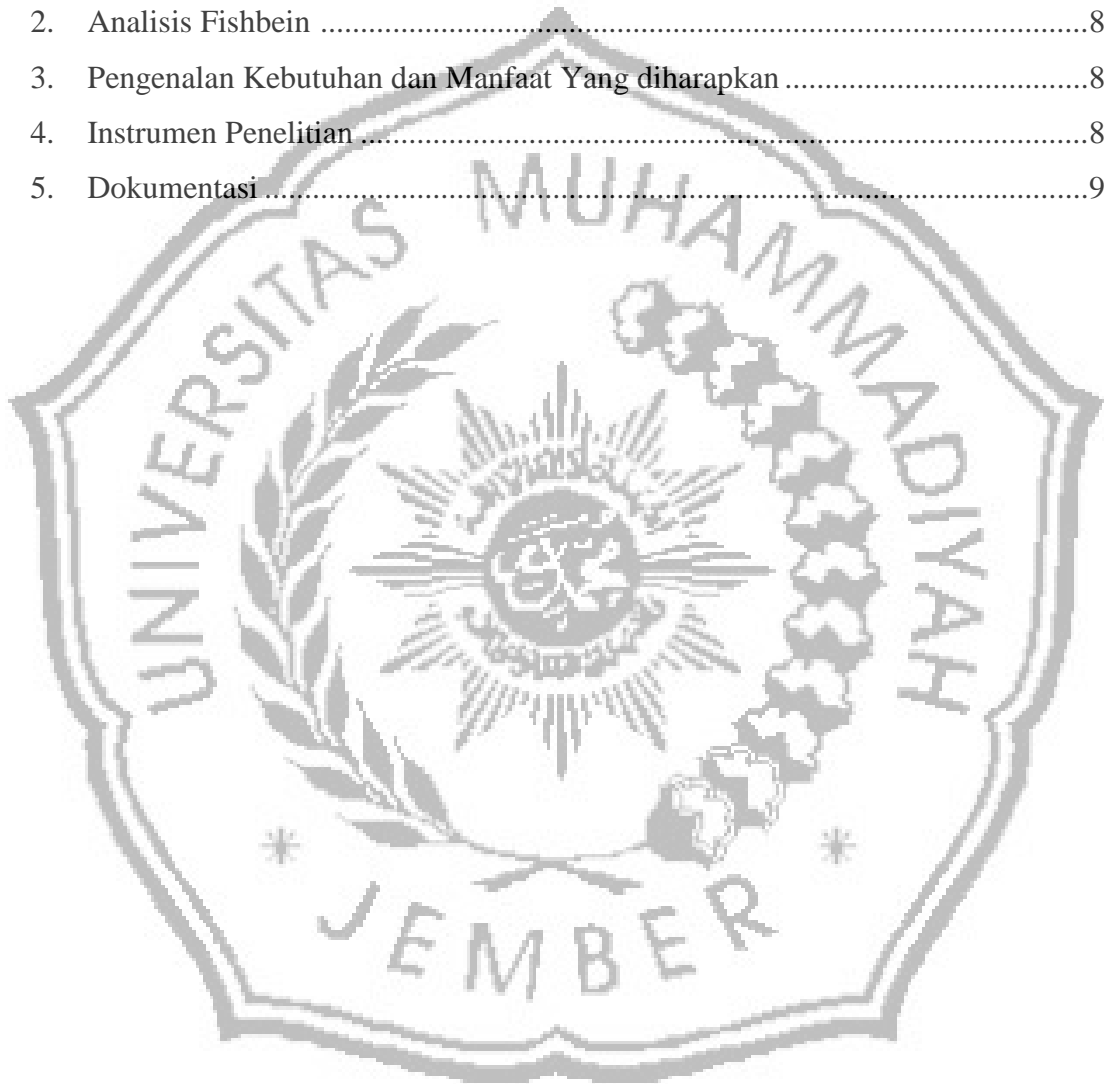 2. Analisis Fishbein ................................................................................................ 8
3. Pengenalan Kebutuhan dan Manfaat Yang diharapkan ...................................... 8
4. Instrumen Penelitian ........................................................................................... 8
5. Dokumentasi ....................................................................................................... 9
UNIVERSITAS MUHAMMADIYAH
JEMBER